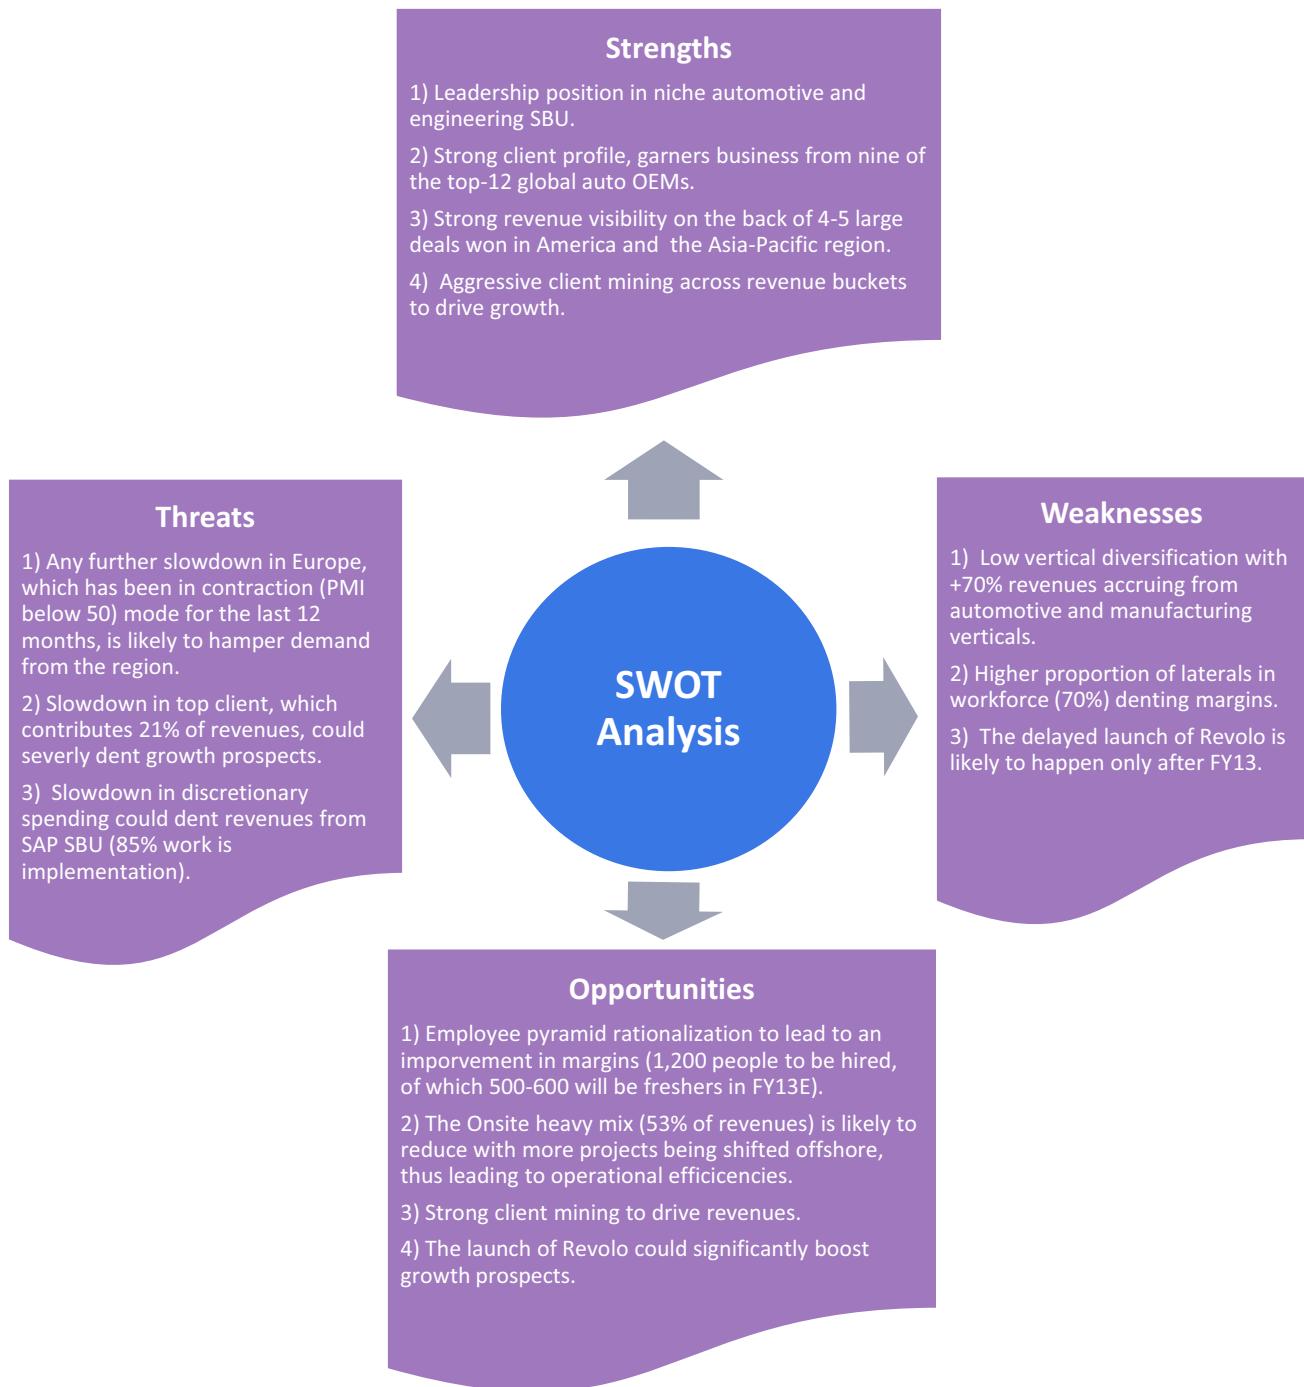 Strengths
1) Leadership position in niche automotive and
engineering SBU.
2) Strong client profile, garners business from nine of
the top-12 global auto OEMs.
3) Strong revenue visibility on the back of 4-5 large
deals won in America and  the Asia-Pacific region.
4)  Aggressive client mining across revenue buckets
to drive growth.
Threats
1) Any further slowdown in Europe,
which has been in contraction (PMI
below 50) mode for the last 12
months, is likely to hamper demand
from the region.
2) Slowdown in top client, which
contributes 21% of revenues, could
severly dent growth prospects.
3)  Slowdown in discretionary
spending could dent revenues from
SAP SBU (85% work is
implementation).
SWOT
Analysis
Weaknesses
1)  Low vertical diversification with
+70% revenues accruing from
automotive and manufacturing
verticals.
2) Higher proportion of laterals in
workforce (70%) denting margins.
3)  The delayed launch of Revolo is
likely to happen only after FY13.
Opportunities
1) Employee pyramid rationalization to lead to an
imporvement in margins (1,200 people to be hired,
of which 500-600 will be freshers in FY13E).
2) The Onsite heavy mix (53% of revenues) is likely to
reduce with more projects being shifted offshore,
thus leading to operational efficicencies.
3) Strong client mining to drive revenues.
4) The launch of Revolo could significantly boost
growth prospects.